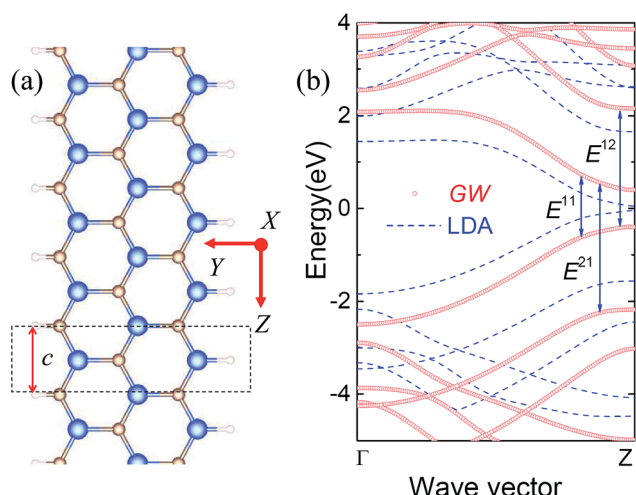 (a)
X
Y
Z
c
(b)
Energy(eV)
4
2
0
-2
-4
GW
LDA
E¹¹
E¹²
E²¹
Γ
Z
Wave vector